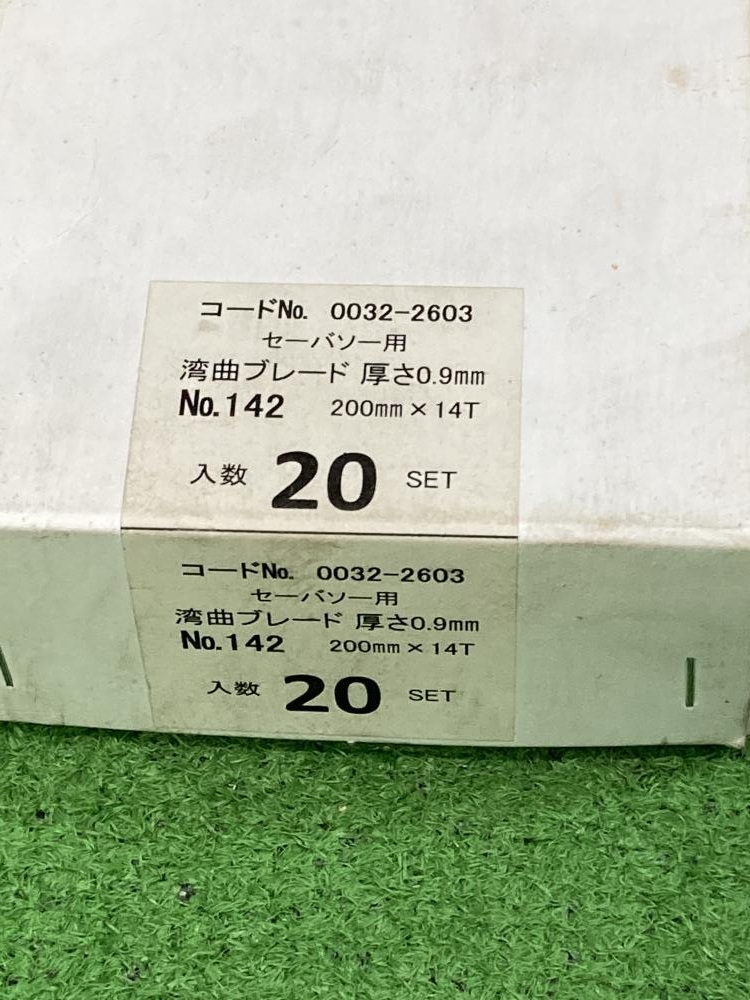 コードNo. 0032-2603
セーバソー用
湾曲ブレード 厚さ0.9mm
No.142 200mm×14T
入数 20 SET
コードNo. 0032-2603
セーバソー用
湾曲ブレード 厚さ0.9mm
No.142 200mm×14T
入数 20 SET